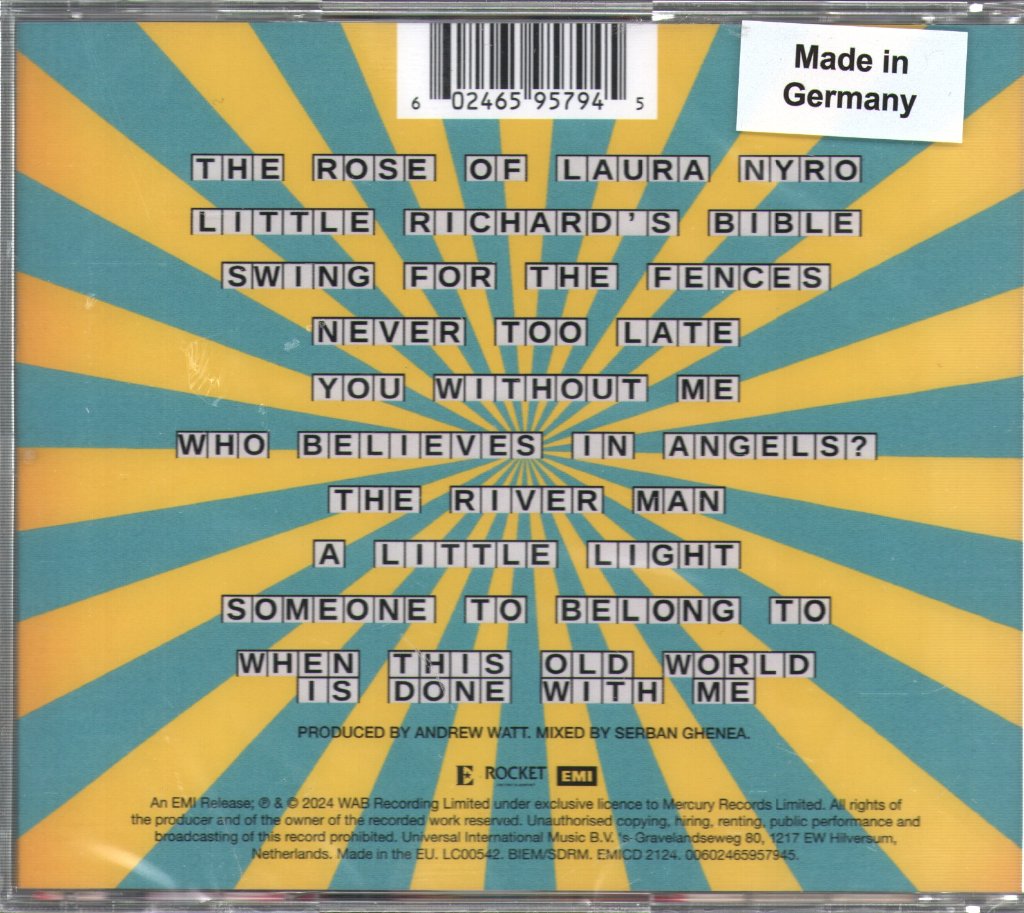 6 02465 95794 5
Made in
Germany
THE ROSE OF LAURA NYRO
LITTLE RICHARD'S BIBLE
SWING FOR THE FENCES
NEVER TOO LATE
YOU WITHOUT ME
WHO BELIEVES IN ANGELS?
THE RIVER MAN
A LITTLE LIGHT
SOMEONE TO BELONG TO
WHEN THIS OLD WORLD
IS DONE WITH ME
PRODUCED BY ANDREW WATT. MIXED BY SERBAN GHENEA.
E ROCKET EMI
An EMI Release; ℗ & © 2024 WAB Recording Limited under exclusive licence to Mercury Records Limited. All rights of
the producer and of the owner of the recorded work reserved. Unauthorised copying, hiring, renting, public performance and
broadcasting of this record prohibited. Universal International Music B.V. 's Gravelandseweg 80, 1217 EW Hilversum,
Netherlands. Made in the EU. LC00542. BIEM/SDRM. EMICD 2124. 00602465957945.